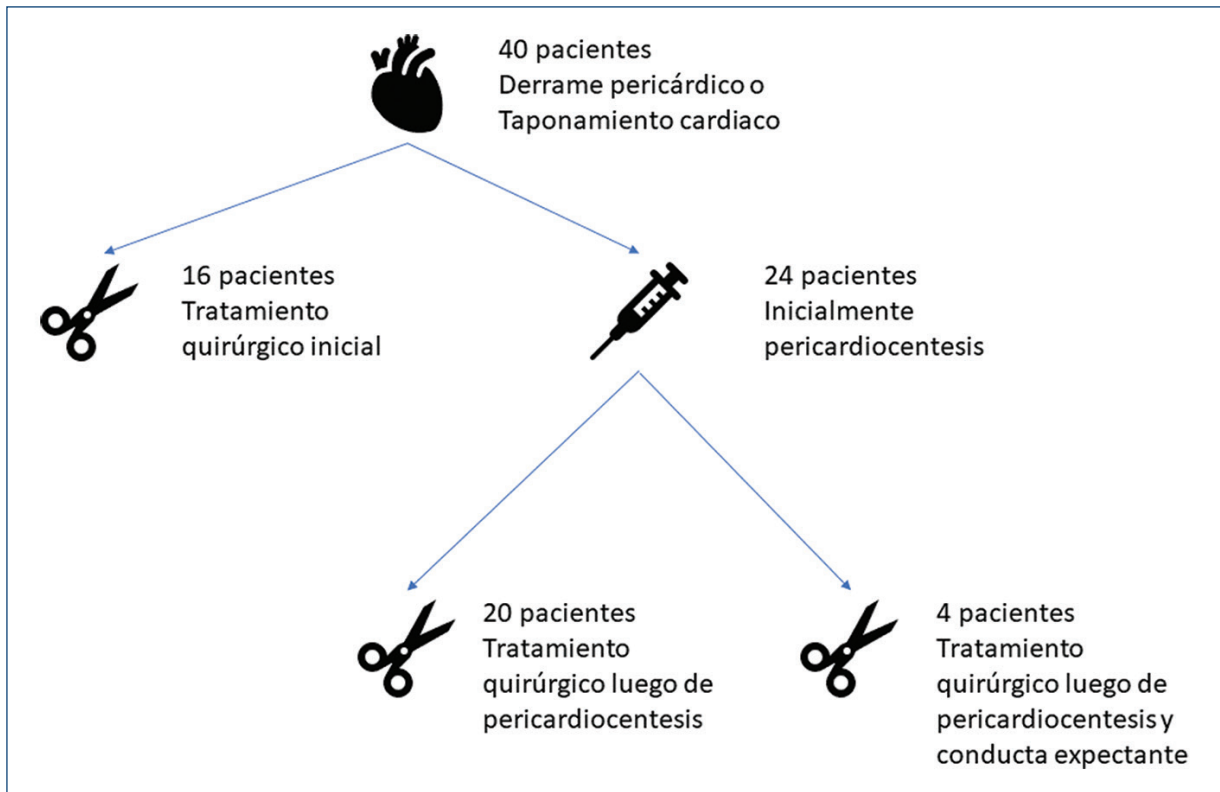 40 pacientes
Derrame pericárdico o
Taponamiento cardiaco
16 pacientes
Tratamiento
quirúrgico inicial
24 pacientes
Inicialmente
pericardiocentesis
20 pacientes
Tratamiento
quirúrgico luego de
pericardiocentesis
4 pacientes
Tratamiento
quirúrgico luego de
pericardiocentesis y
conducta expectante